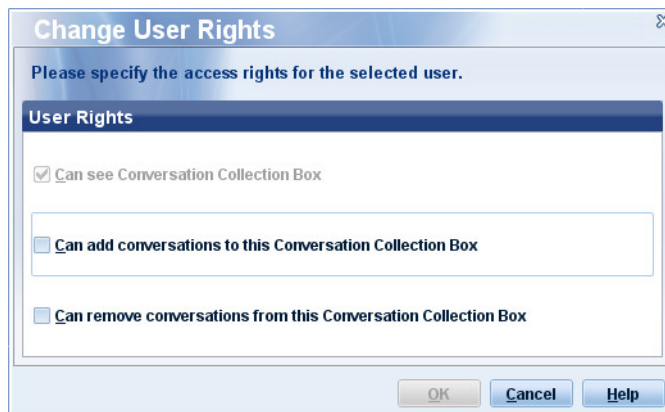 Change User Rights
Please specify the access rights for the selected user.
User Rights
Can see Conversation Collection Box
Can add conversations to this Conversation Collection Box
Can remove conversations from this Conversation Collection Box
OK Cancel Help